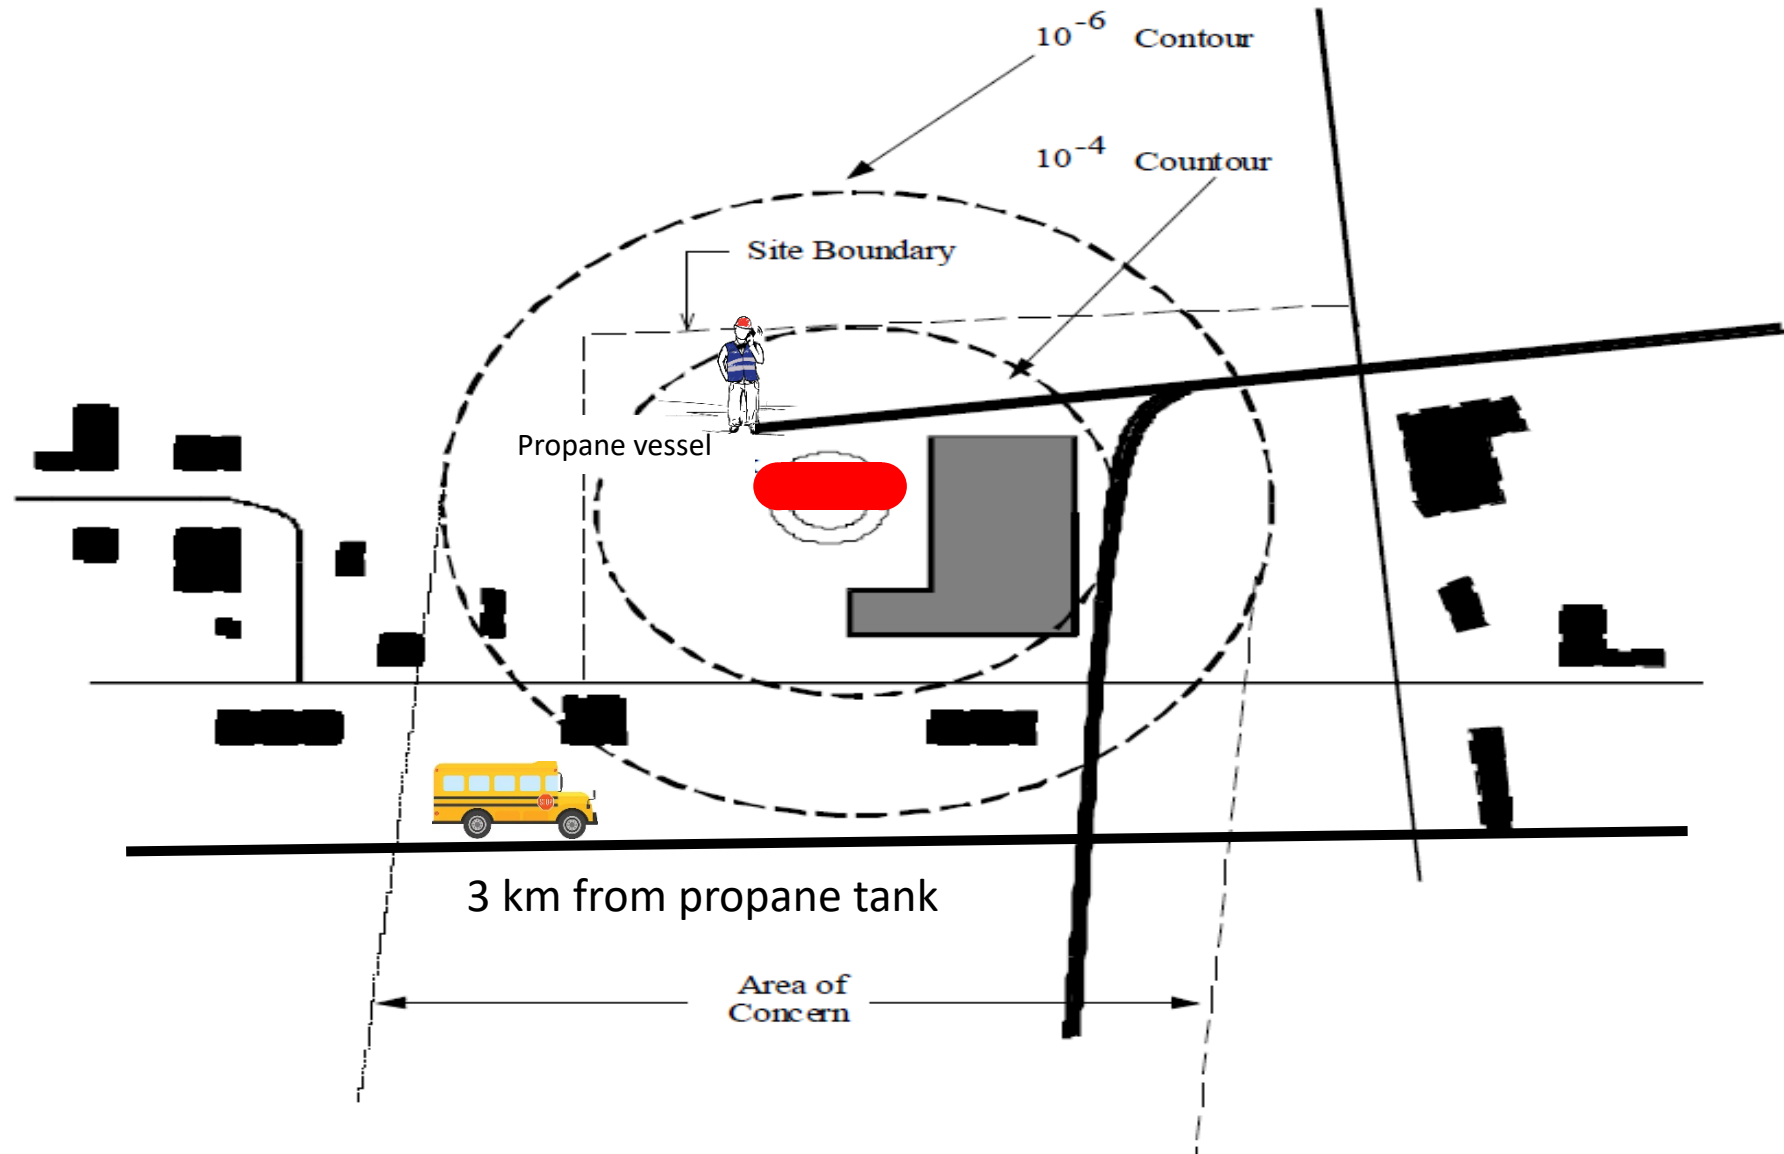 10-6 Contour
10-4 Countour
Site Boundary
Propane vessel
3 km from propane tank
Area of
Concern